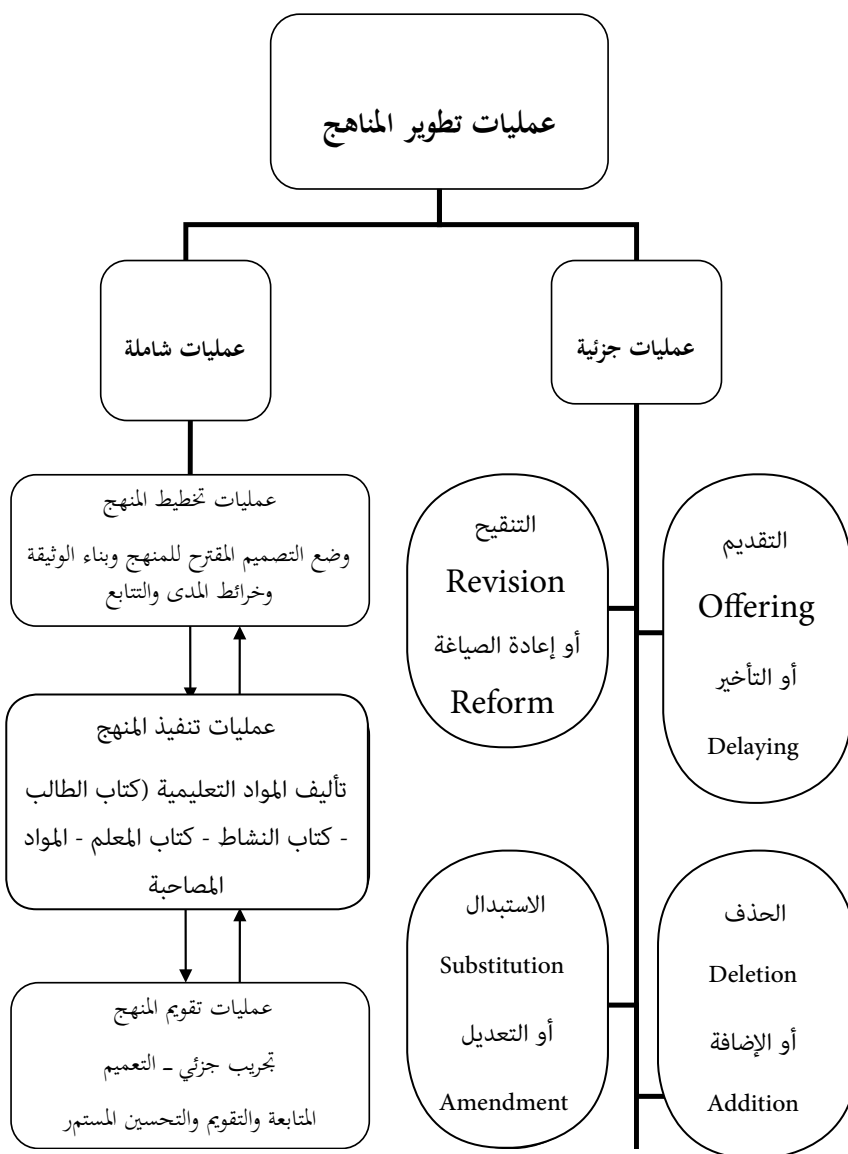 عمليات تطوير المناهج
عمليات جزئية
عمليات شاملة
التقديم
Offering
أو التأخير
Delaying
التنقيح
Revision
أو إعادة الصياغة
Reform
الحذف
Deletion
أو الإضافة
Addition
الاستبدال
Substitution
أو التعديل
Amendment
عمليات تخطيط المنهج
وضع التصميم المقترح للمنهج وبناء الوثيقة
وخرائط المدى والتتابع
عمليات تنفيذ المنهج
تأليف المواد التعليمية (كتاب الطالب
- كتاب النشاط - كتاب المعلم - المواد
المصاحبة
عمليات تقويم المنهج
تجريب جزئي – التعميم
المتابعة والتقويم والتحسين المستمر